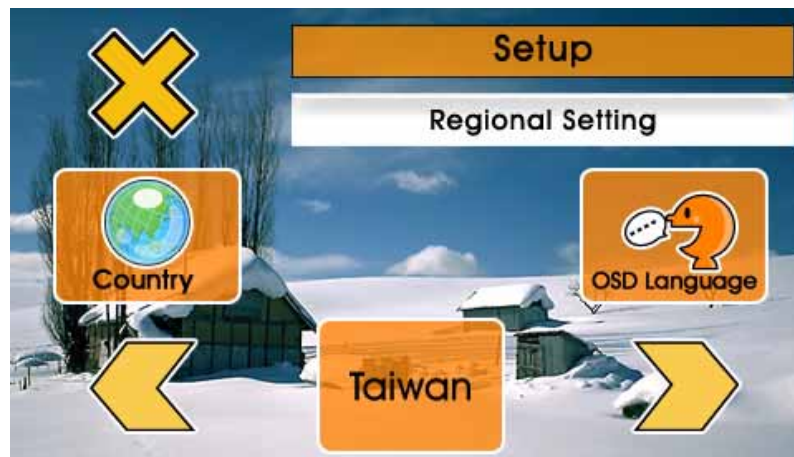 Setup
Regional Setting
Country
OSD Language
Taiwan